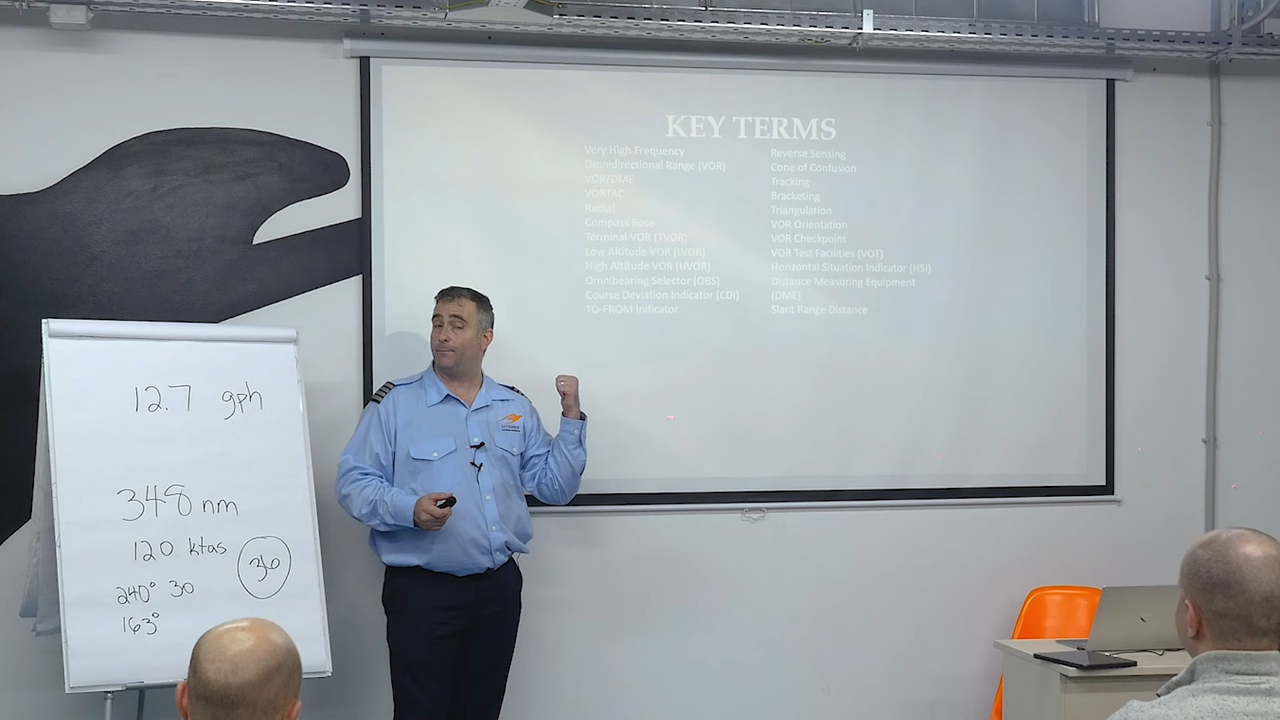 KEY TERMS
Very High Frequency
Omnidirectional Range (VOR)
VOR/DME
VORTAC
Radial
Compass Rose
Terminal VOR (TVOR)
Low Altitude VOR (LVOR)
High Altitude VOR (HVOR)
Omnibearing Selector (OBS)
Course Deviation Indicator (CDI)
TO-FROM Indicator
Reverse Sensing
Cone of Confusion
Tracking
Bracketing
Triangulation
VOR Orientation
VOR Checkpoint
VOR Test Facilities (VOT)
Horizontal Situation Indicator (HSI)
Distance Measuring Equipment
(DME)
Slant Range Distance
12.7 gph
348 nm
120 ktas
36
240° 30
163°